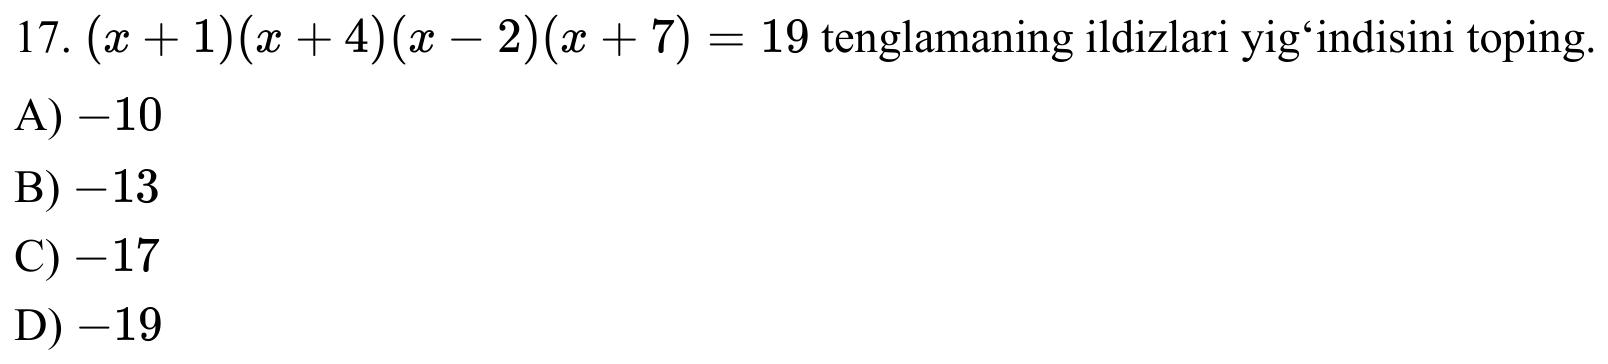 17. (x + 1)(x + 4)(x − 2)(x + 7) = 19 tenglamaning ildizlari yig‘indisini toping.
A) −10
B) −13
C) −17
D) −19